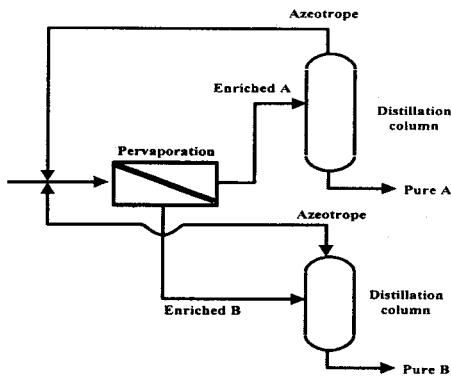 Azeotrope
Enriched A
Distillation
column
Pervaporation
Pure A
Azeotrope
Enriched B
Distillation
column
Pure B